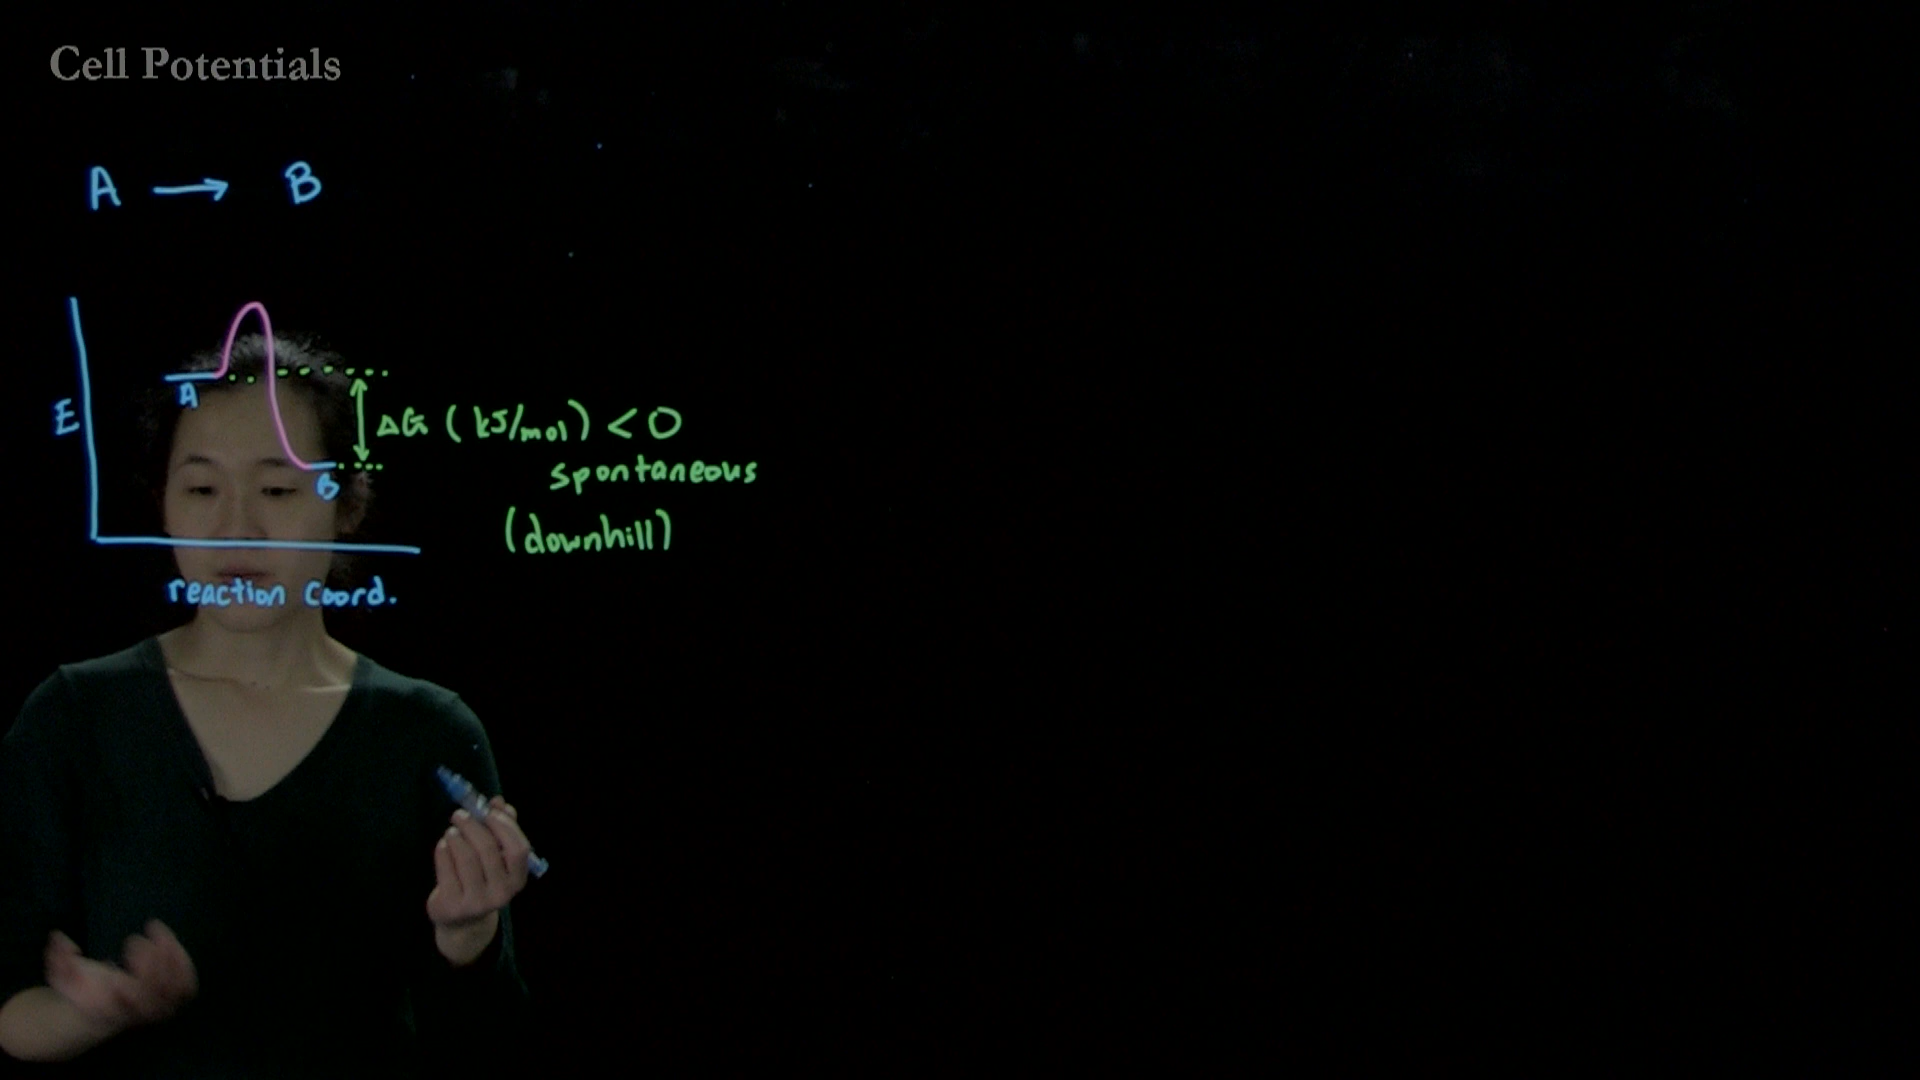 Cell Potentials
A → B
E
A
ΔG (kJ/mol) < 0
spontaneous
B
(downhill)
reaction coord.